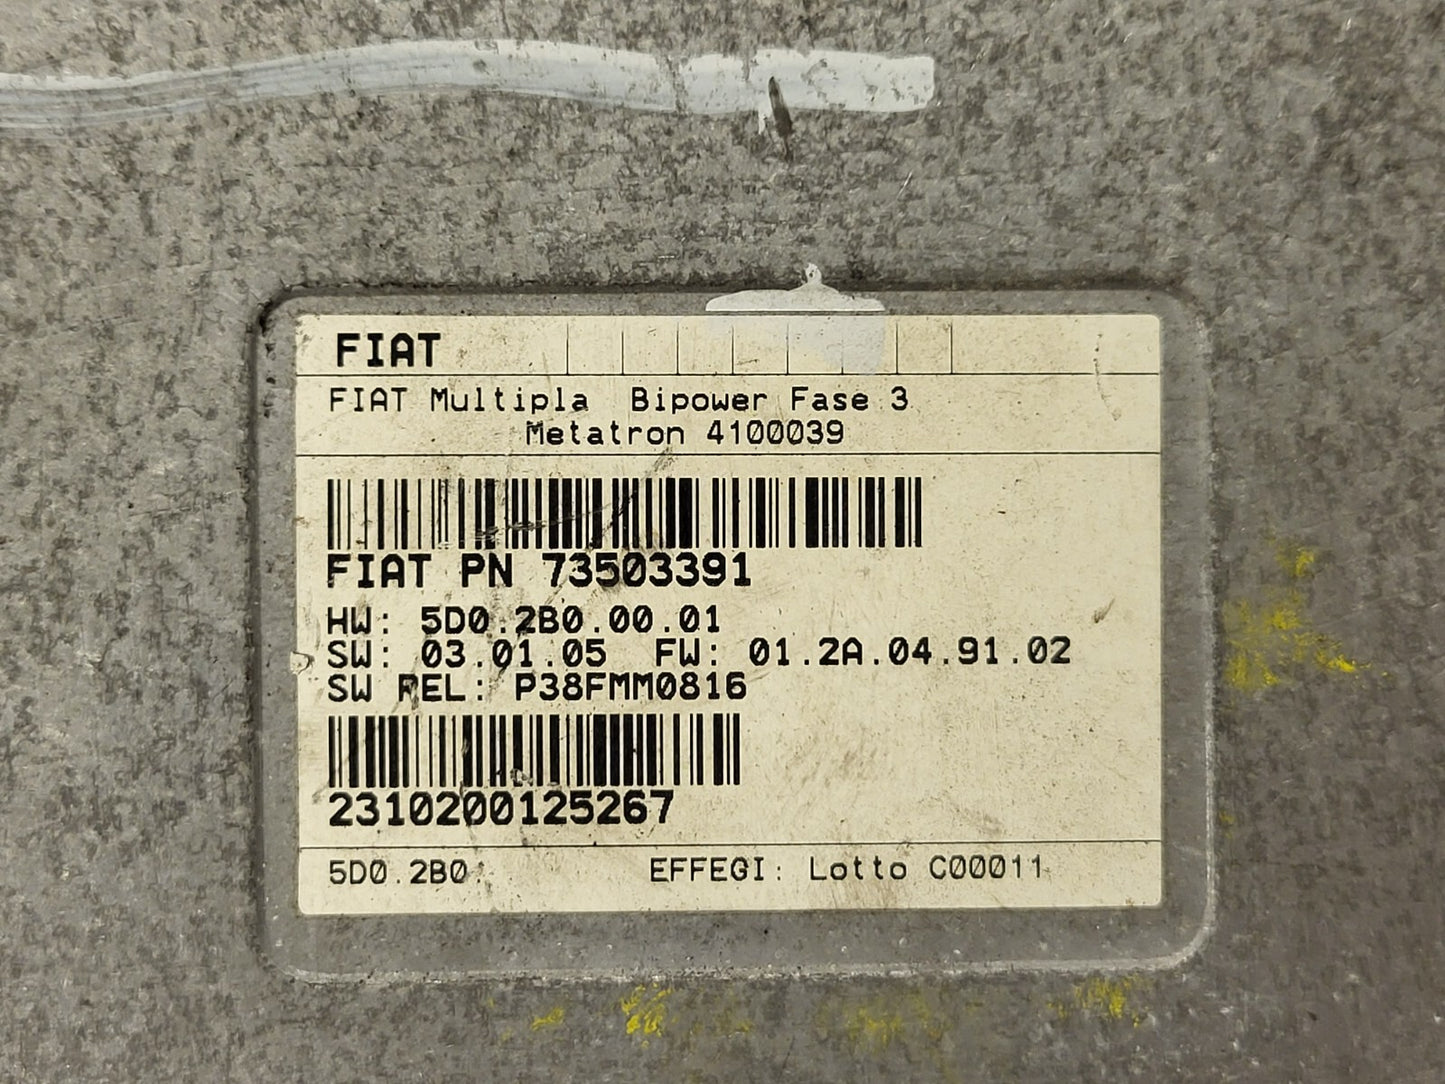 FIAT
FIAT Multipla Bipower Fase 3
Metatron 4100039
FIAT PN 73503391
HW: 5D0.2B0.00.01
SW: 03.01.05 FW: 01.2A.04.91.02
SW REL: P38FMM0816
2310200125267
5D0.2B0. EFFEGI: Lotto C00011